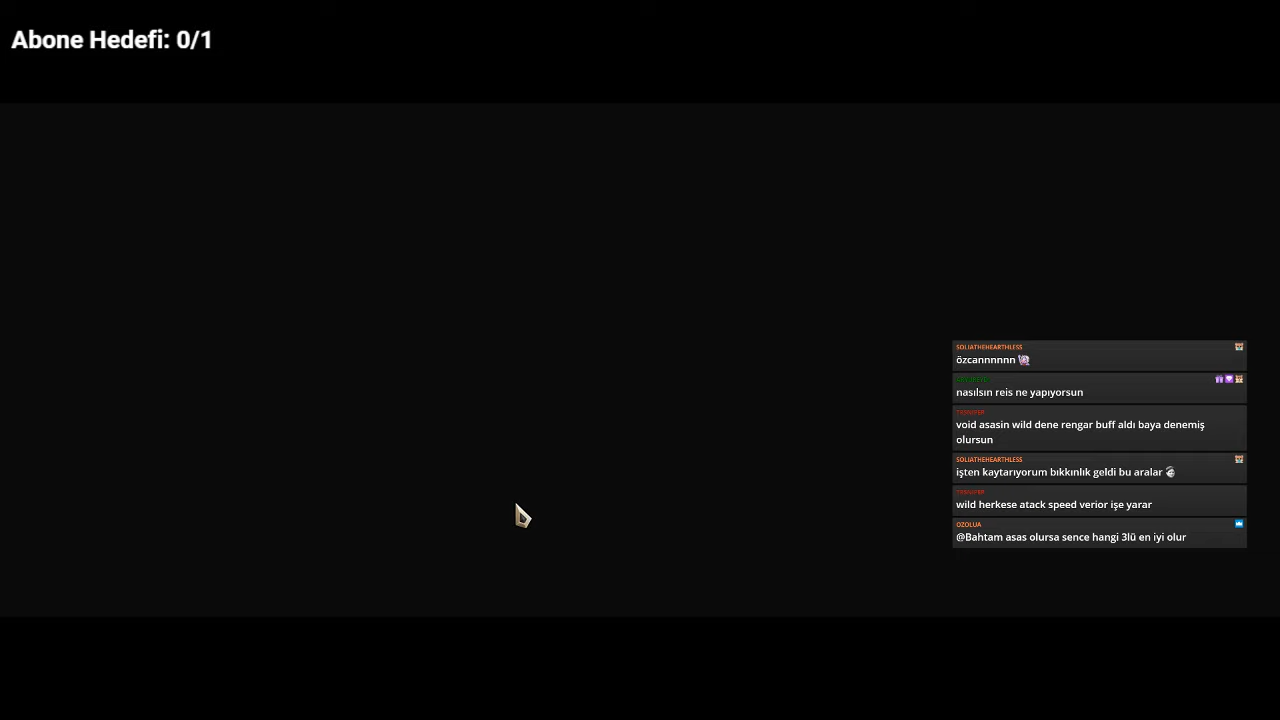 Abone Hedefi: 0/1
SOLIATHEHEARTHLESS
özcannnnnn
nasılsın reis ne yapıyorsun
void asasin wild dene rengar buff aldı baya denemiş
olursun
SOLIATHEHEARTHLESS
işten kaytarıyorum bıkkınlık geldi bu aralar
wild herkese atack speed verior işe yarar
OZOLUA
@Bahtam asas olursa sence hangi 3lü en iyi olur